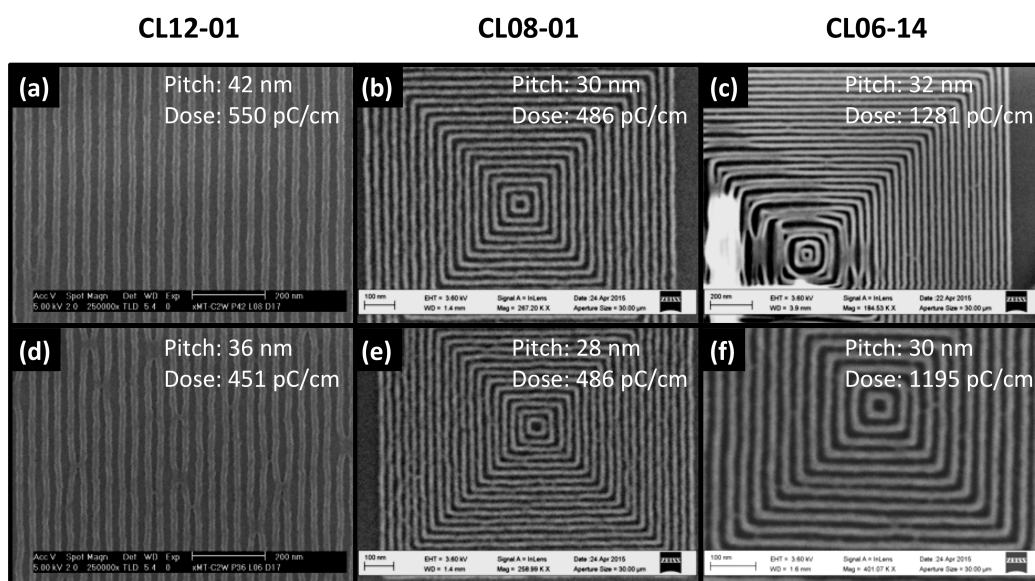 CL12-01
CL08-01
CL06-14
(a)
Pitch: 42 nm
Dose: 550 pC/cm
Acc V Spot Magn Det WD Exp 200 nm
5.00 kV 2.0 250000x TLD 5.4 0 xMT-C2W P42 L08 D17
(b)
Pitch: 30 nm
Dose: 486 pC/cm
100 nm EHT = 3.60 kV Signal A = InLens Date :24 Apr 2015 ZEISS
WD = 1.4 mm Mag = 267.20 K X Aperture Size = 30.00 µm
(c)
Pitch: 32 nm
Dose: 1281 pC/cm
200 nm EHT = 3.60 kV Signal A = InLens Date :22 Apr 2015 ZEISS
WD = 3.9 mm Mag = 184.53 K X Aperture Size = 30.00 µm
(d)
Pitch: 36 nm
Dose: 451 pC/cm
Acc V Spot Magn Det WD Exp 200 nm
5.00 kV 2.0 250000x TLD 5.4 0 xMT-C2W P36 L06 D17
(e)
Pitch: 28 nm
Dose: 486 pC/cm
100 nm EHT = 3.60 kV Signal A = InLens Date :24 Apr 2015 ZEISS
WD = 1.4 mm Mag = 258.99 K X Aperture Size = 30.00 µm
(f)
Pitch: 30 nm
Dose: 1195 pC/cm
100 nm EHT = 3.60 kV Signal A = InLens Date :24 Apr 2015 ZEISS
WD = 1.6 mm Mag = 401.07 K X Aperture Size = 30.00 µm